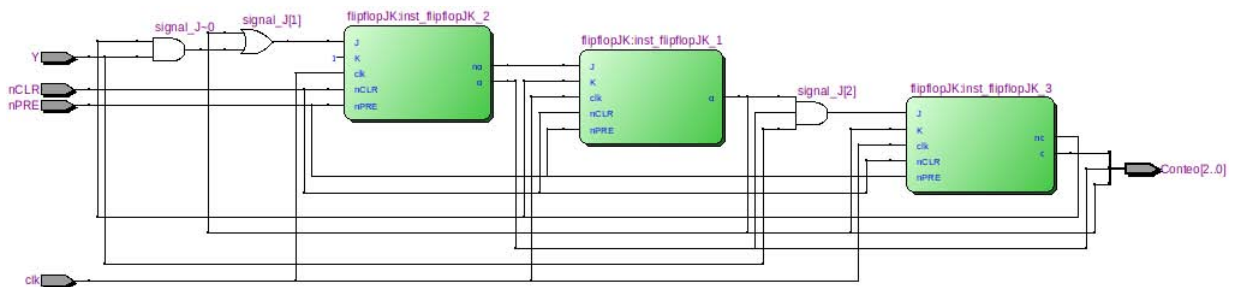 signal_J~0
signal_J[1]
flipflopJK:inst_flipflopJK_2
J
1
K
clk
nCLR
nPRE
nq
q
flipflopJK:inst_flipflopJK_1
J
K
clk
nCLR
nPRE
q
signal_J[2]
flipflopJK:inst_flipflopJK_3
J
K
clk
nCLR
nPRE
nq
q
Y
nCLR
nPRE
clk
Conteo[2..0]